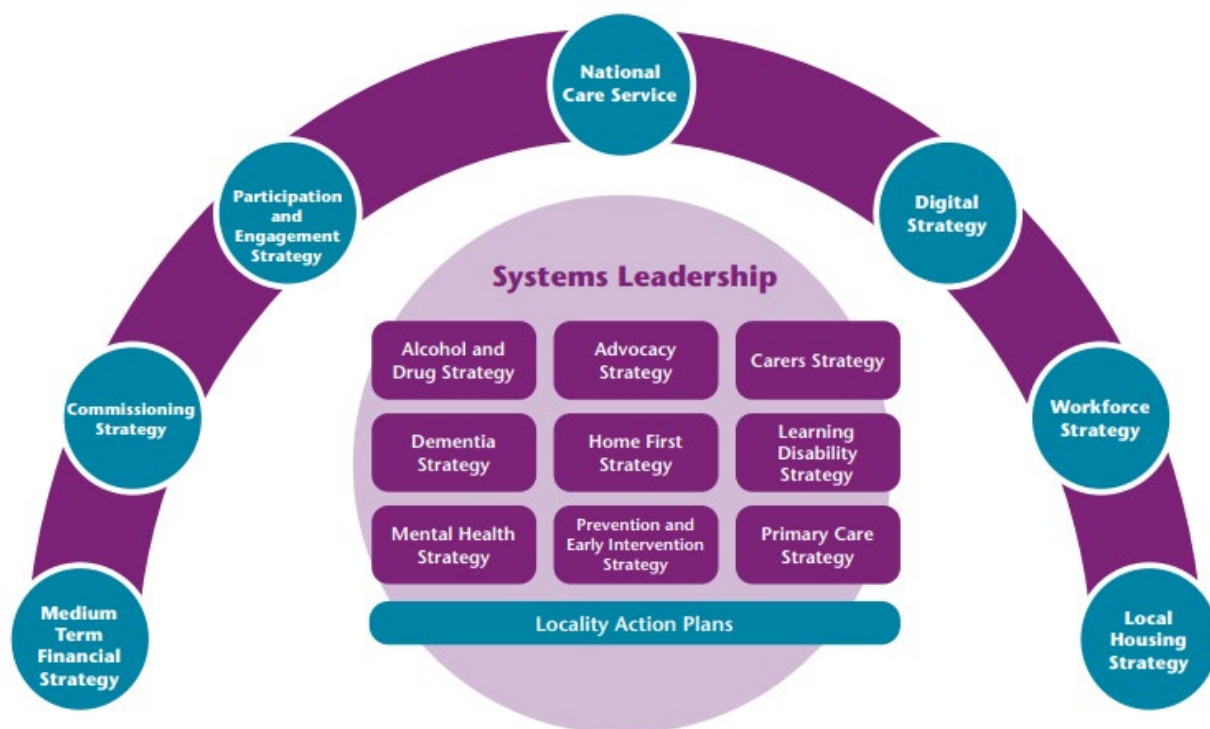 National
Care Service
Participation
and
Engagement
Strategy
Digital
Strategy
Commissioning
Strategy
Workforce
Strategy
Medium
Term
Financial
Strategy
Local
Housing
Strategy
Systems Leadership
Alcohol and
Drug Strategy
Advocacy
Strategy
Carers Strategy
Dementia
Strategy
Home First
Strategy
Learning
Disability
Strategy
Mental Health
Strategy
Prevention and
Early Intervention
Strategy
Primary Care
Strategy
Locality Action Plans